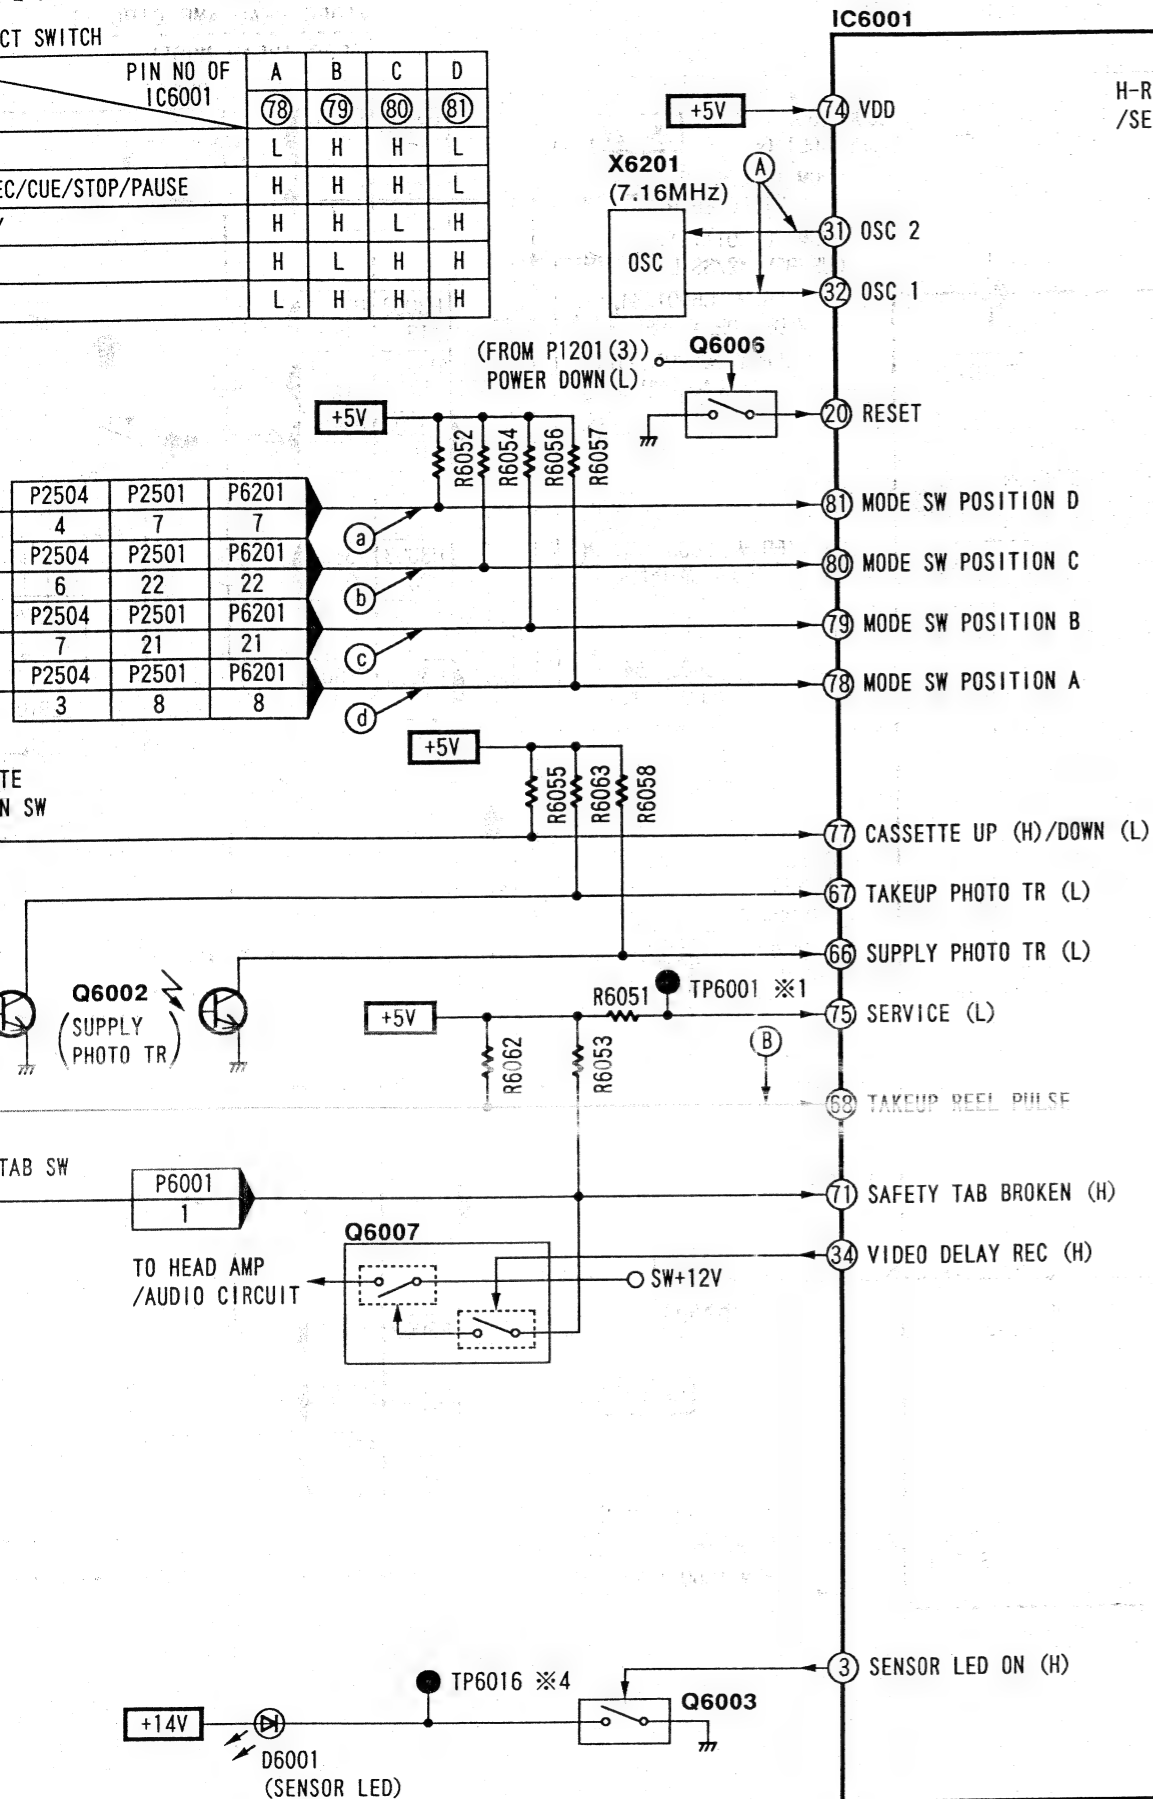 IC6001
CT SWITCH
PIN NO OF
IC6001
A B C D
78 79 80 81
L H H L
EC/CUE/STOP/PAUSE H H H L
H H L H
H L H H
L H H H
+5V
74 VDD
H-R
/SE
X6201
(7.16MHz)
A
OSC
31 OSC 2
32 OSC 1
(FROM P1201(3))
POWER DOWN(L)
Q6006
20 RESET
+5V
R6052
R6054
R6056
R6057
P2504 P2501 P6201
4 7 7
a
81 MODE SW POSITION D
P2504 P2501 P6201
6 22 22
b
80 MODE SW POSITION C
P2504 P2501 P6201
7 21 21
c
79 MODE SW POSITION B
P2504 P2501 P6201
3 8 8
d
78 MODE SW POSITION A
+5V
R6055
R6063
R6058
TE
N SW
77 CASSETTE UP (H)/DOWN (L)
67 TAKEUP PHOTO TR (L)
66 SUPPLY PHOTO TR (L)
Q6002
(SUPPLY
PHOTO TR)
+5V
R6051
TP6001 ※1
75 SERVICE (L)
R6062
R6053
B
68 TAKEUP REEL PULSE
TAB SW
P6001
1
71 SAFETY TAB BROKEN (H)
Q6007
34 VIDEO DELAY REC (H)
TO HEAD AMP
/AUDIO CIRCUIT
SW+12V
3 SENSOR LED ON (H)
TP6016 ※4
Q6003
+14V
D6001
(SENSOR LED)